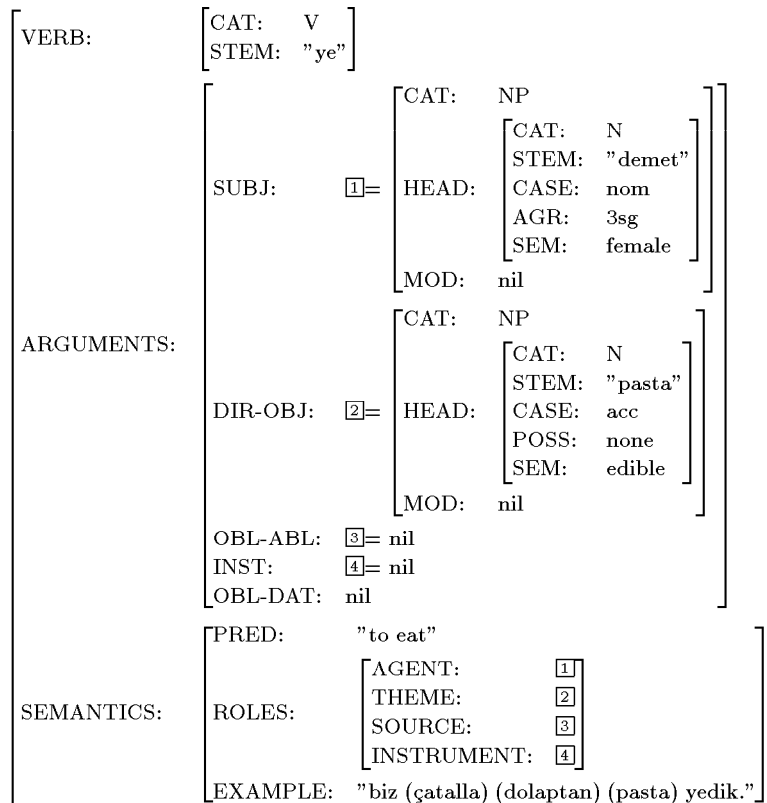 CAT: V
VERB:
STEM: "ye"
CAT: NP
CAT: N
STEM: "demet"
SUBJ: 1= HEAD: CASE: nom
AGR: 3sg
SEM: female
MOD: nil
CAT: NP
ARGUMENTS:
CAT: N
STEM: "pasta"
DIR-OBJ: 2= HEAD: CASE: acc
POSS: none
SEM: edible
MOD: nil
OBL-ABL: 3= nil
INST: 4= nil
OBL-DAT: nil
PRED: "to eat"
AGENT: 1
THEME: 2
SEMANTICS: ROLES:
SOURCE: 3
INSTRUMENT: 4
EXAMPLE: "biz (çatalla) (dolaptan) (pasta) yedik."